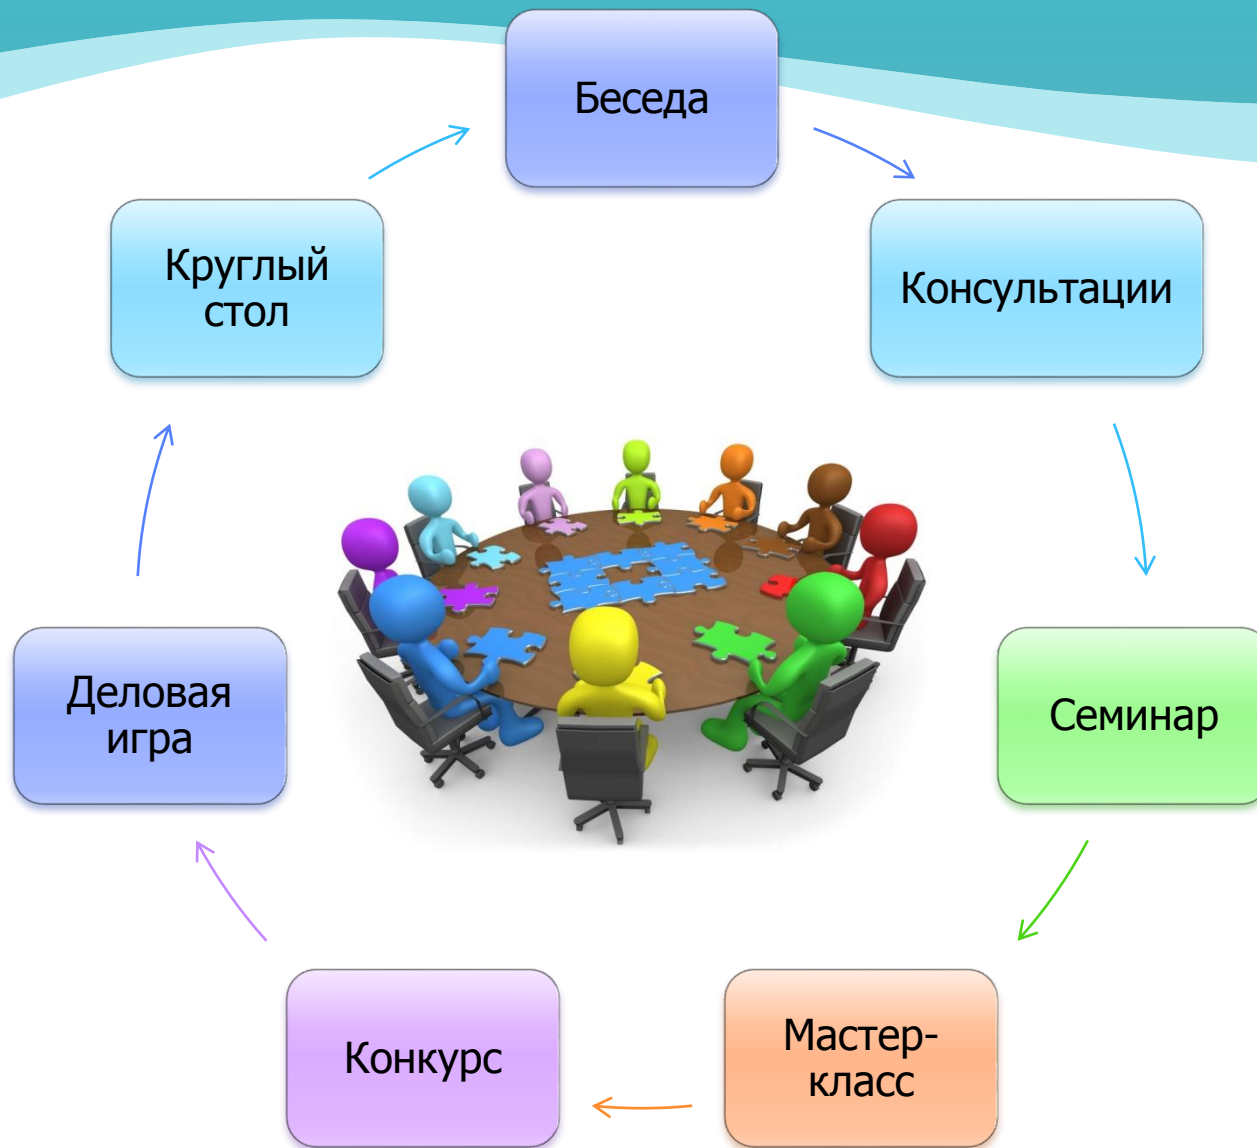 Беседа
Консультации
Семинар
Мастер-
класс
Конкурс
Деловая
игра
Круглый
стол